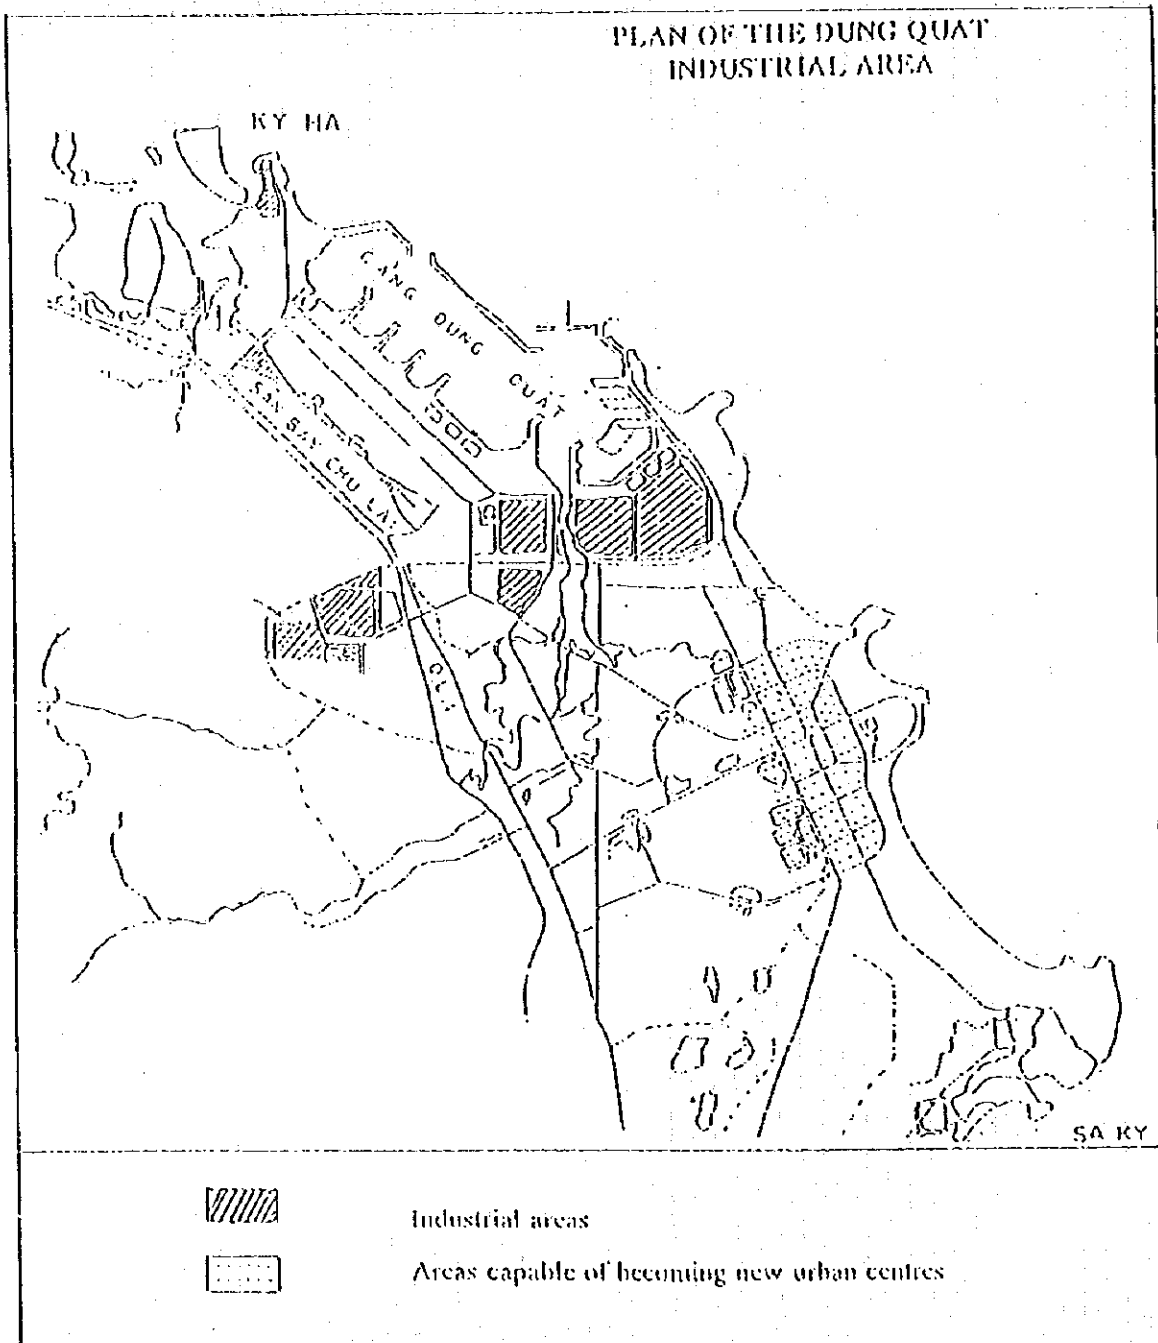 PLAN OF THE DUNG QUAT
INDUSTRIAL AREA
KY HA
CANG DUNG QUAT
SAN BAY CHU LAI
QL1
SA KY
Industrial areas
Areas capable of becoming new urban centres